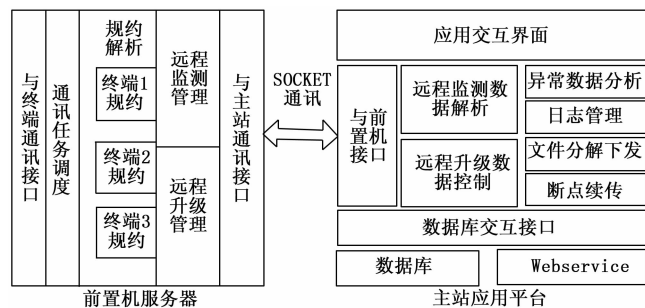 与终端通讯接口
通讯任务调度
规约
解析
终端1
规约
终端2
规约
终端3
规约
远程
监测
管理
远程
升级
管理
与主站通讯接口
前置机服务器
SOCKET
通讯
应用交互界面
与前
置机
接口
远程监测数
据解析
远程升级数
据控制
异常数据分析
日志管理
文件分解下发
断点续传
数据库交互接口
数据库
Webservice
主站应用平台